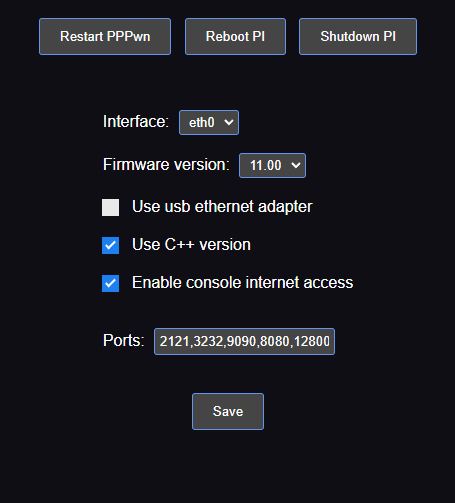 Restart PPPwn Reboot PI Shutdown PI
Interface: eth0
Firmware version: 11.00
Use usb ethernet adapter
Use C++ version
Enable console internet access
Ports: 2121,3232,9090,8080,12800
Save